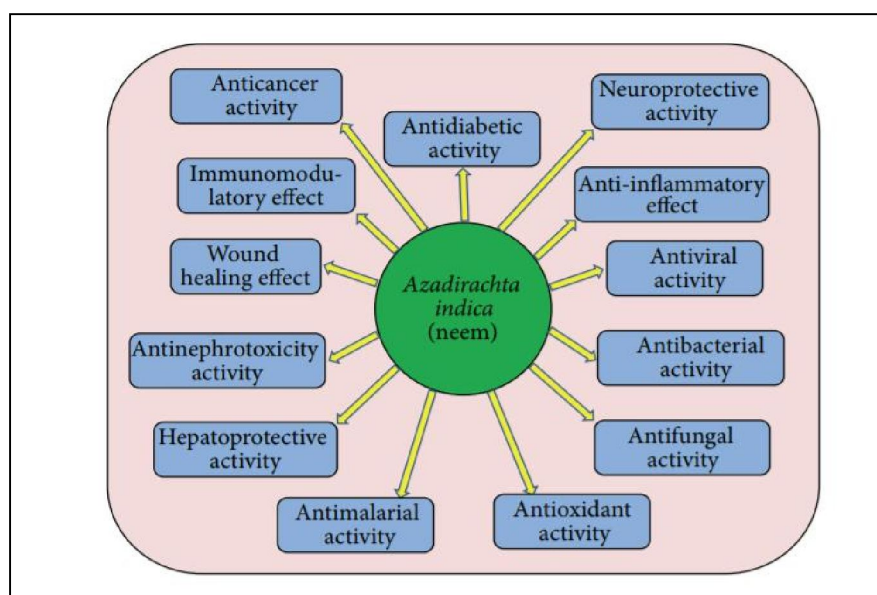 Anticancer
activity
Antidiabetic
activity
Neuroprotective
activity
Immunomodu-
latory effect
Anti-inflammatory
effect
Wound
healing effect
Azadirachta
indica
(neem)
Antiviral
activity
Antinephrotoxicity
activity
Antibacterial
activity
Hepatoprotective
activity
Antifungal
activity
Antimalarial
activity
Antioxidant
activity